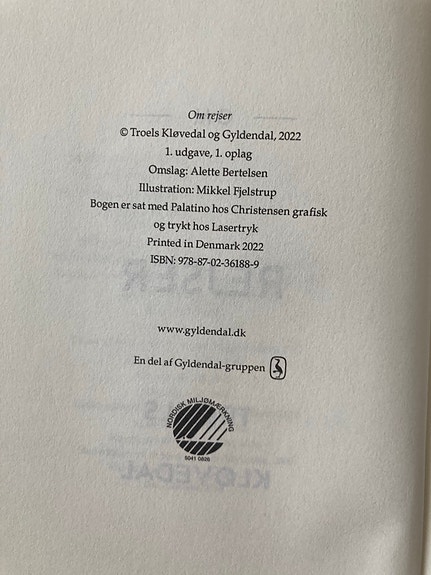 Om rejser
© Troels Kløvedal og Gyldendal, 2022
1. udgave, 1. oplag
Omslag: Alette Bertelsen
Illustration: Mikkel Fjelstrup
Bogen er sat med Palatino hos Christensen grafisk
og trykt hos Lasertryk
Printed in Denmark 2022
ISBN: 978-87-02-36188-9
www.gyldendal.dk
En del af Gyldendal-gruppen
NORDISK MILJØMÆRKNING
5041 0826
REJSER
KLØVEDAL